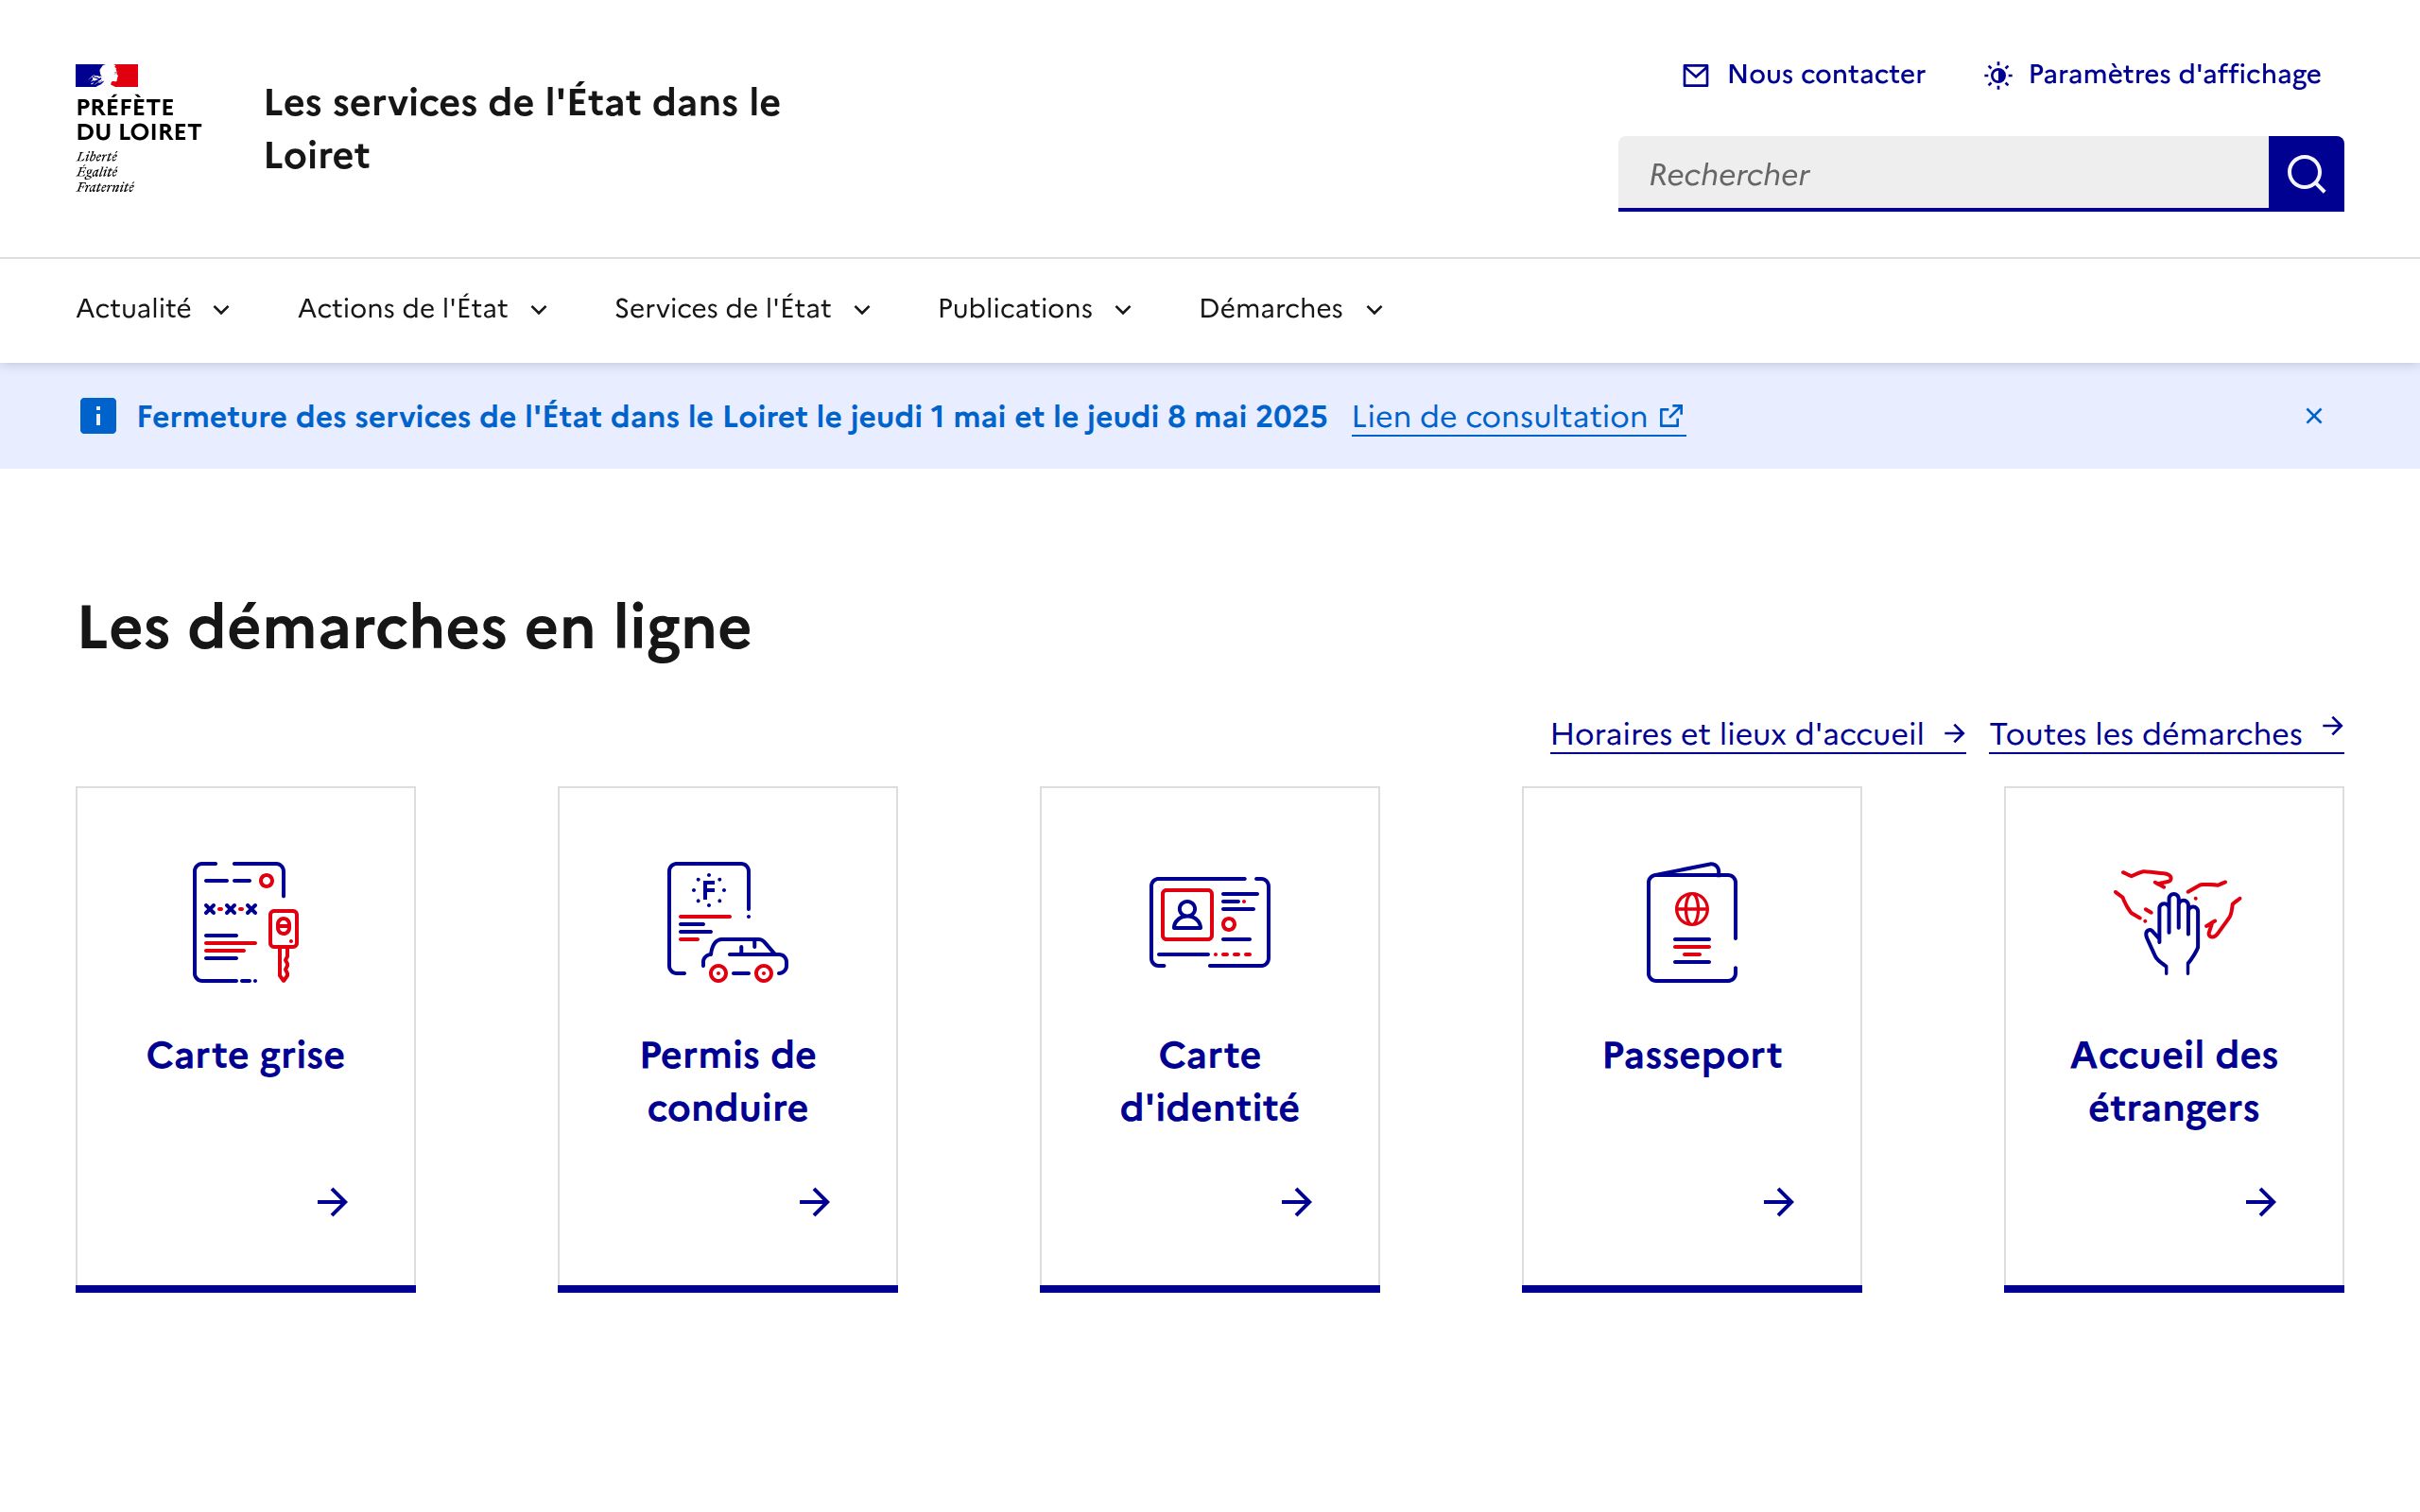 PRÉFÈTE
DU LOIRET
Liberté
Égalité
Fraternité
Les services de l'État dans le
Loiret
Nous contacter
Paramètres d'affichage
Rechercher
Actualité
Actions de l'État
Services de l'État
Publications
Démarches
Fermeture des services de l'État dans le Loiret le jeudi 1 mai et le jeudi 8 mai 2025 Lien de consultation
Les démarches en ligne
Horaires et lieux d'accueil
Toutes les démarches
F
Carte grise
Permis de
conduire
Carte
d'identité
Passeport
Accueil des
étrangers